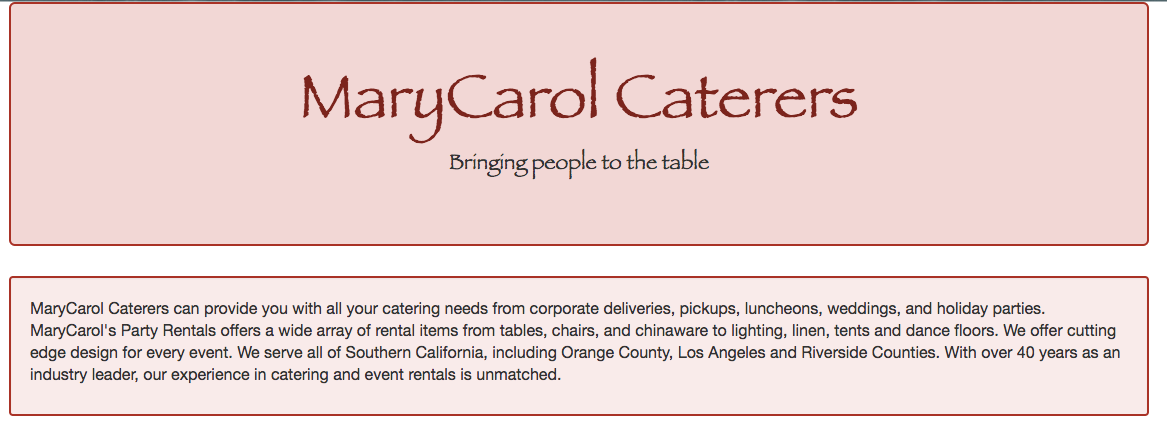 MaryCarol Caterers
Bringing people to the table
MaryCarol Caterers can provide you with all your catering needs from corporate deliveries, pickups, luncheons, weddings, and holiday parties.
MaryCarol's Party Rentals offers a wide array of rental items from tables, chairs, and chinaware to lighting, linen, tents and dance floors. We offer cutting
edge design for every event. We serve all of Southern California, including Orange County, Los Angeles and Riverside Counties. With over 40 years as an
industry leader, our experience in catering and event rentals is unmatched.